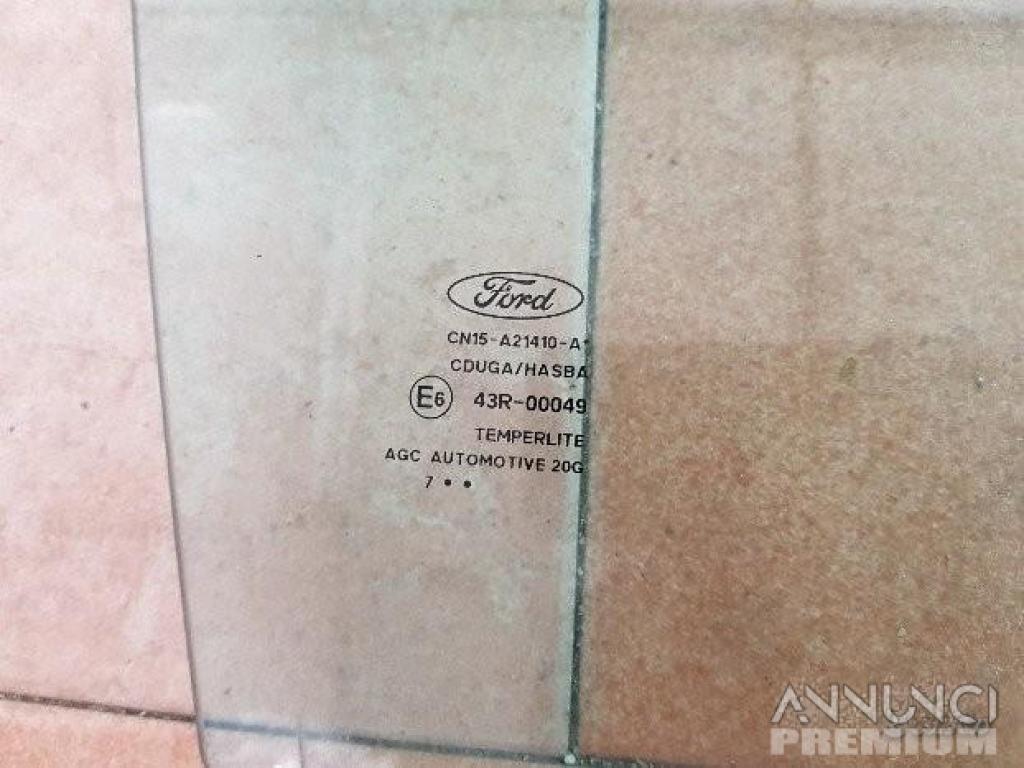 Ford
CN15-A21410-A
CDUGA/HASBA
E6 43R-00049
TEMPERLITE
AGC AUTOMOTIVE 20G
7 • •
ANNUNCI
PREMIUM